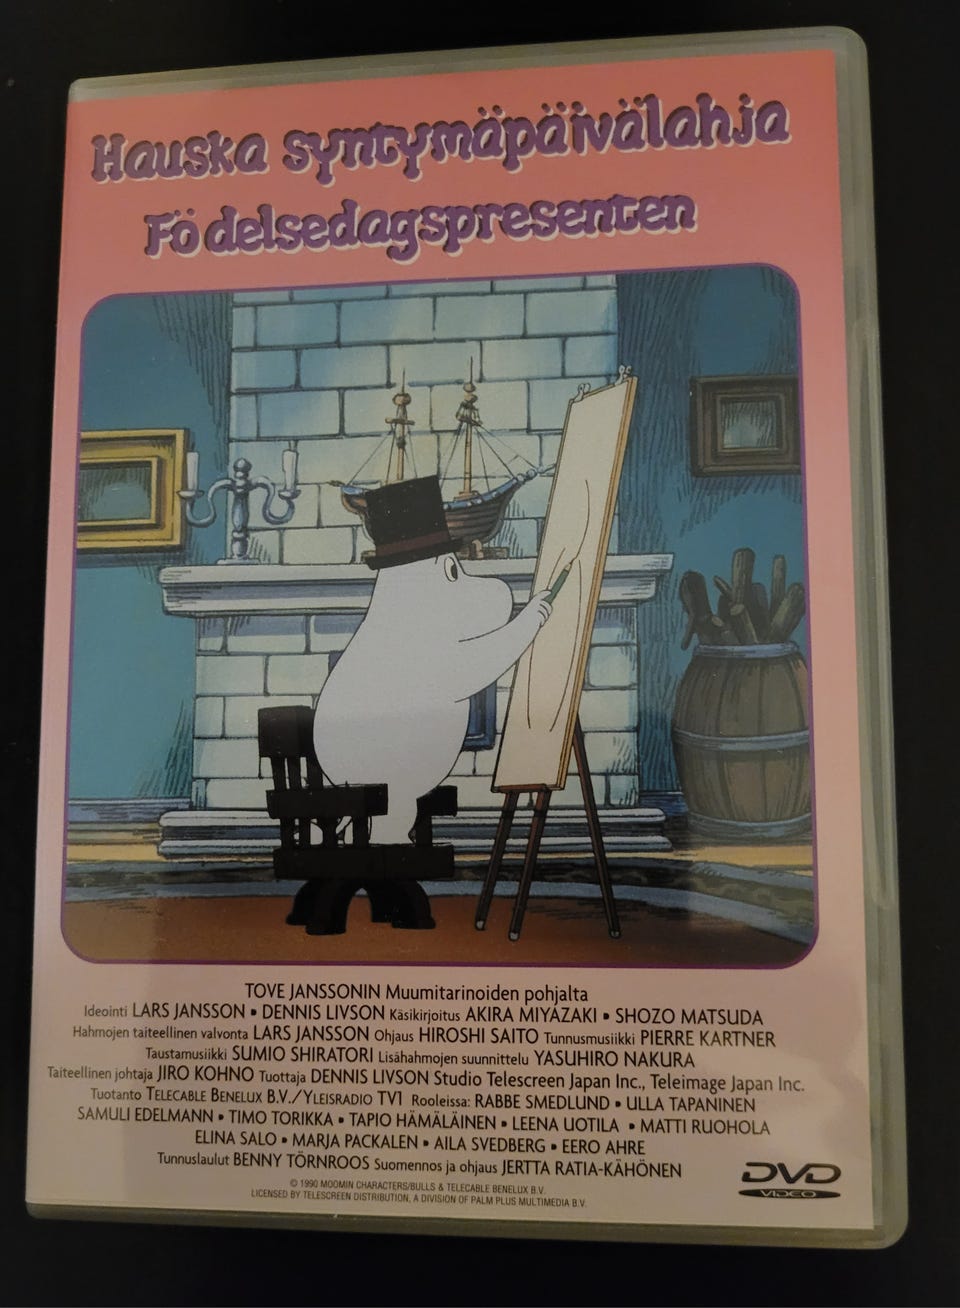 Hauska syntymäpäivälahja
Fö delsedagspresenten
TOVE JANSSONIN Muumitarinoiden pohjalta
Ideointi LARS JANSSON • DENNIS LIVSON Käsikirjoitus AKIRA MIYAZAKI • SHOZO MATSUDA
Hahmojen taiteellinen valvonta LARS JANSSON Ohjaus HIROSHI SAITO Tunnusmusiikki PIERRE KARTNER
Taustamusiikki SUMIO SHIRATORI Lisähahmojen suunnittelu YASUHIRO NAKURA
Taiteellinen johtaja JIRO KOHNO Tuottaja DENNIS LIVSON Studio Telescreen Japan Inc., Teleimage Japan Inc.
Tuotanto TELECABLE BENELUX B.V./YLEISRADIO TV1 Rooleissa: RABBE SMEDLUND • ULLA TAPANINEN
SAMULI EDELMANN • TIMO TORIKKA • TAPIO HÄMÄLÄINEN • LEENA UOTILA • MATTI RUOHOLA
ELINA SALO • MARJA PACKALEN • AILA SVEDBERG • EERO AHRE
Tunnuslaulut BENNY TÖRNROOS Suomennos ja ohjaus JERTTA RATIA-KÄHÖNEN
© 1990 MOOMIN CHARACTERS/BULLS & TELECABLE BENELUX B.V.
LICENSED BY TELESCREEN DISTRIBUTION, A DIVISION OF PALM PLUS MULTIMEDIA B.V.
DVD
VIDEO